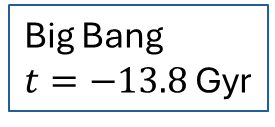 Big Bang
𝑡 = −13.8 Gyr